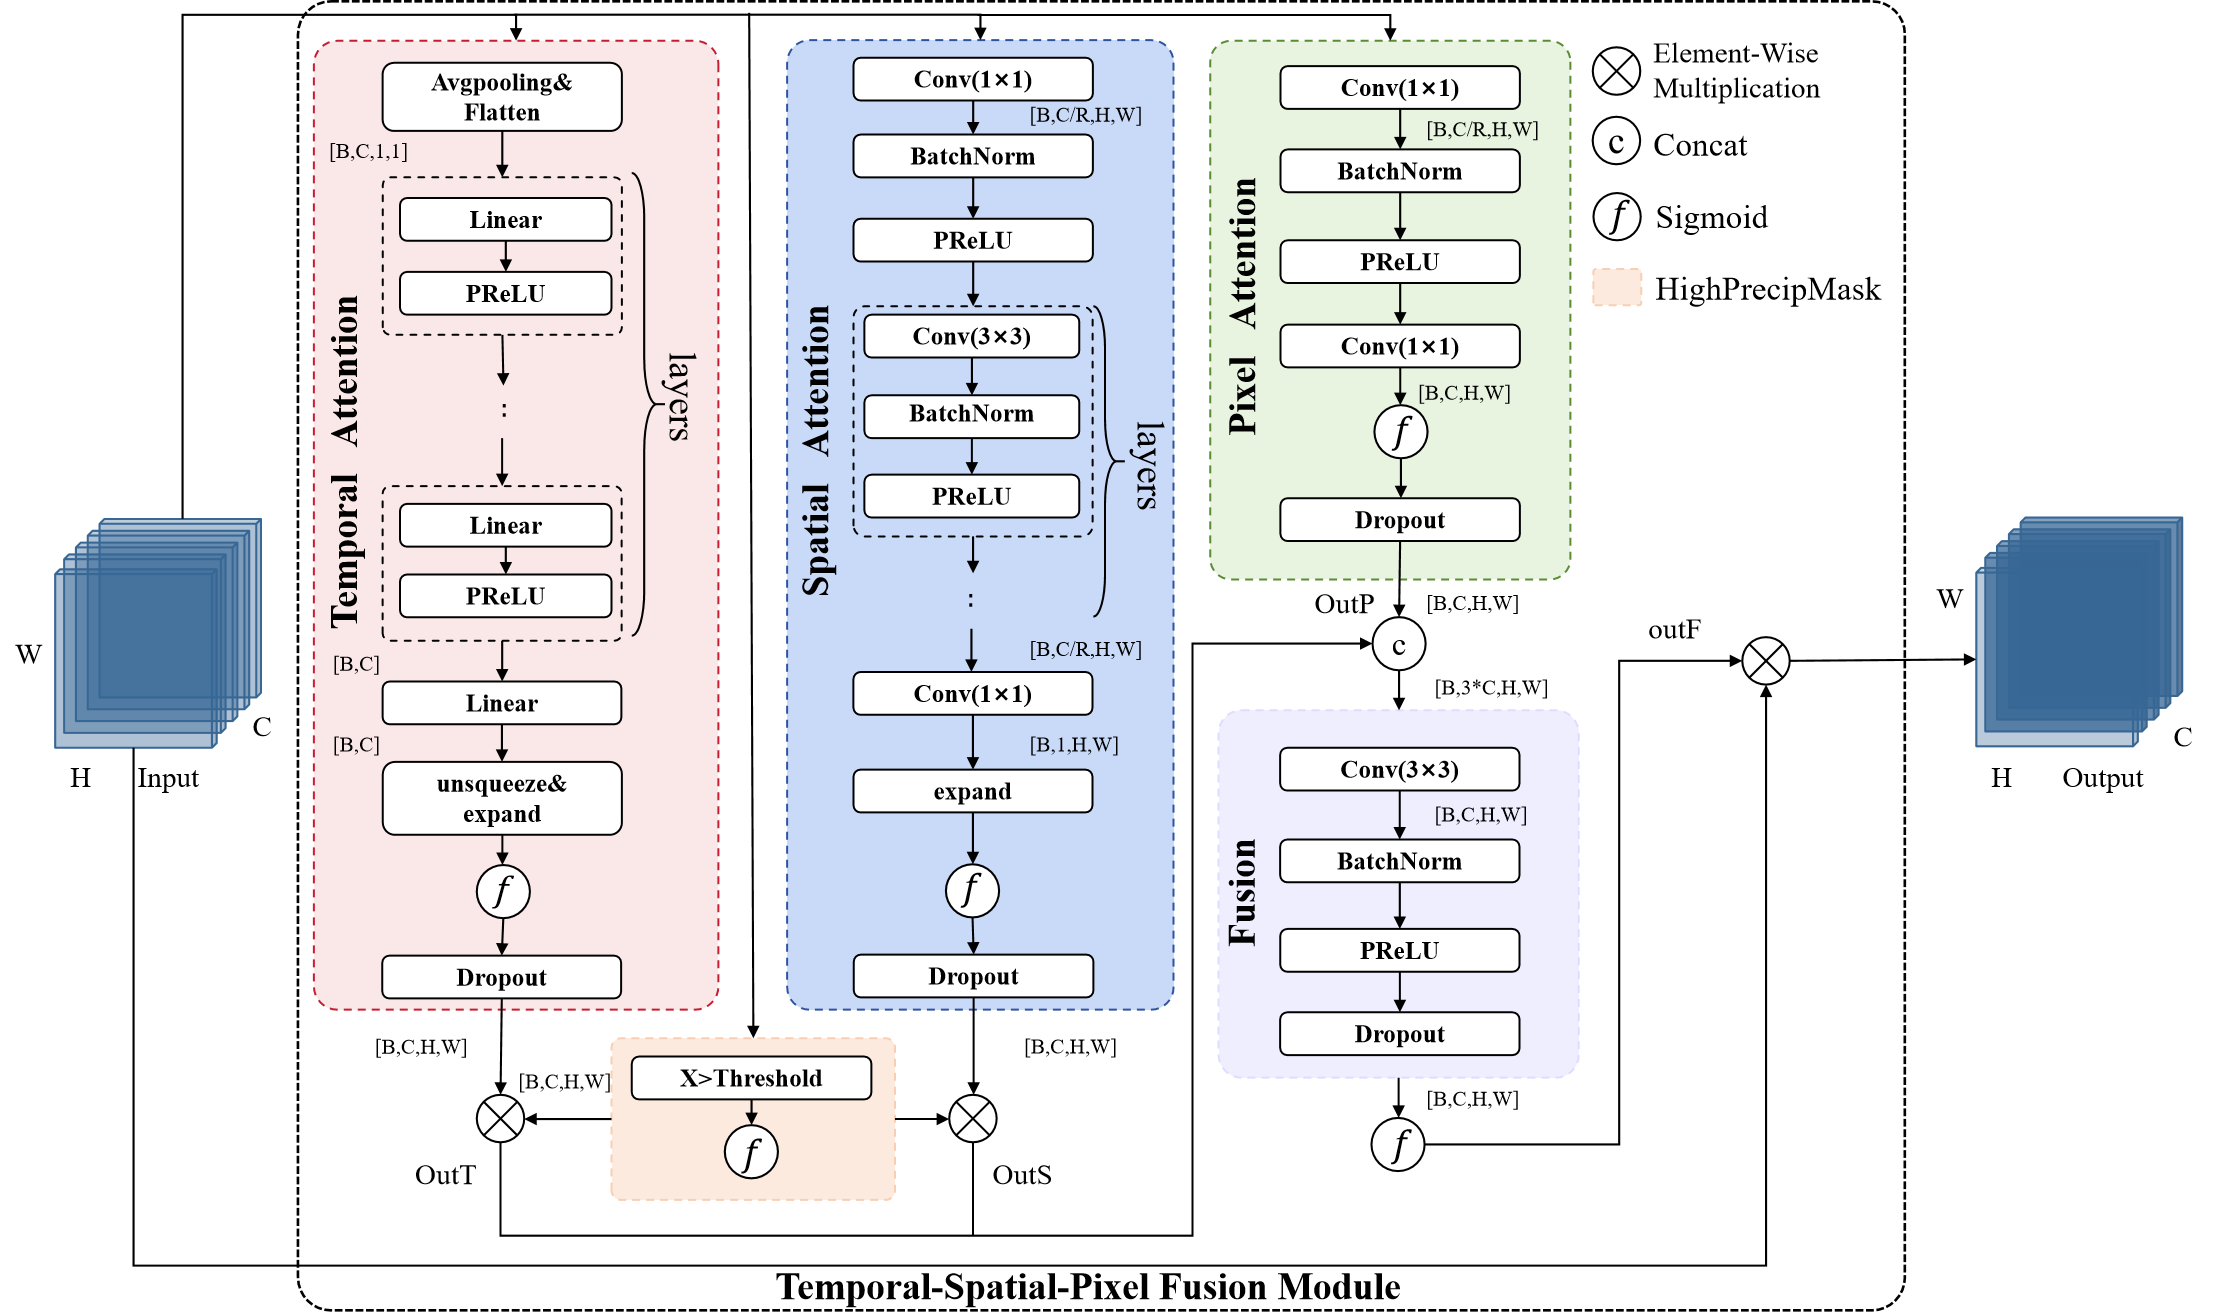 Avgpooling&
Flatten
[B,C,1,1]
Linear
PReLU
:
Linear
PReLU
layers
[B,C]
Linear
[B,C]
unsqueeze&
expand
f
Dropout
Temporal Attention
[B,C,H,W]
[B,C,H,W]
OutT
X>Threshold
f
Conv(1×1)
[B,C/R,H,W]
BatchNorm
PReLU
Conv(3×3)
BatchNorm
PReLU
layers
:
[B,C/R,H,W]
Conv(1×1)
[B,1,H,W]
expand
f
Dropout
Spatial Attention
[B,C,H,W]
OutS
Conv(1×1)
[B,C/R,H,W]
BatchNorm
PReLU
Conv(1×1)
[B,C,H,W]
f
Dropout
Pixel Attention
OutP
[B,C,H,W]
c
[B,3*C,H,W]
Conv(3×3)
[B,C,H,W]
BatchNorm
PReLU
Dropout
Fusion
[B,C,H,W]
f
outF
Element-Wise
Multiplication
c Concat
f Sigmoid
HighPrecipMask
W
C
H
Input
W
C
H
Output
Temporal-Spatial-Pixel Fusion Module